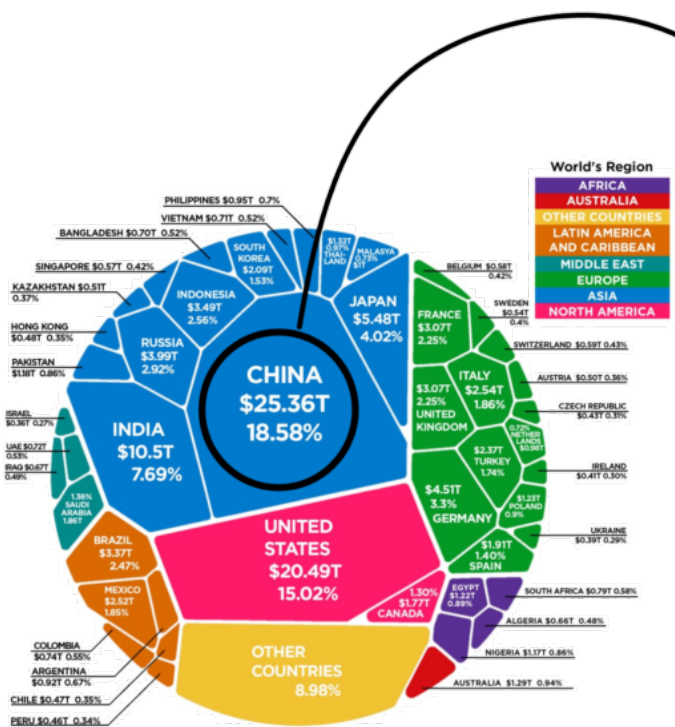 World's Region
AFRICA
AUSTRALIA
OTHER COUNTRIES
LATIN AMERICA
AND CARIBBEAN
MIDDLE EAST
EUROPE
ASIA
NORTH AMERICA
PHILIPPINES $0.95T 0.7%
VIETNAM $0.71T 0.52%
BANGLADESH $0.70T 0.52%
SINGAPORE $0.57T 0.42%
KAZAKHSTAN $0.51T
0.37%
HONG KONG
$0.48T 0.35%
PAKISTAN
$1.18T 0.86%
SOUTH
KOREA
$2.09T
1.53%
$1.32T
0.97%
THAI-
LAND
MALASYA
0.73%
$1T
INDONESIA
$3.49T
2.56%
RUSSIA
$3.99T
2.92%
JAPAN
$5.48T
4.02%
CHINA
$25.36T
18.58%
INDIA
$10.5T
7.69%
ISRAEL
$0.36T 0.27%
UAE $0.72T
0.53%
IRAQ $0.67T
0.49%
1.36%
SAUDI
ARABIA
1.86T
BELGIUM $0.58T
0.42%
SWEDEN
$0.54T
0.4%
SWITZERLAND $0.59T 0.43%
AUSTRIA $0.50T 0.36%
CZECH REPUBLIC
$0.43T 0.31%
FRANCE
$3.07T
2.25%
ITALY
$2.54T
1.86%
$3.07T
2.25%
UNITED
KINGDOM
0.72%
NETHER
LANDS
$0.98T
$2.37T
TURKEY
1.74%
IRELAND
$0.41T 0.30%
$4.51T
3.3%
GERMANY
$1.23T
POLAND
0.9%
UKRAINE
$0.39T 0.29%
$1.91T
1.40%
SPAIN
UNITED
STATES
$20.49T
15.02%
1.30%
$1.77T
CANADA
BRAZIL
$3.37T
2.47%
MEXICO
$2.52T
1.85%
COLOMBIA
$0.74T 0.55%
ARGENTINA
$0.92T 0.67%
CHILE $0.47T 0.35%
PERU $0.46T 0.34%
OTHER
COUNTRIES
8.98%
EGYPT
$1.22T
0.89%
SOUTH AFRICA $0.79T 0.58%
ALGERIA $0.66T 0.48%
NIGERIA $1.17T 0.86%
AUSTRALIA $1.29T 0.94%